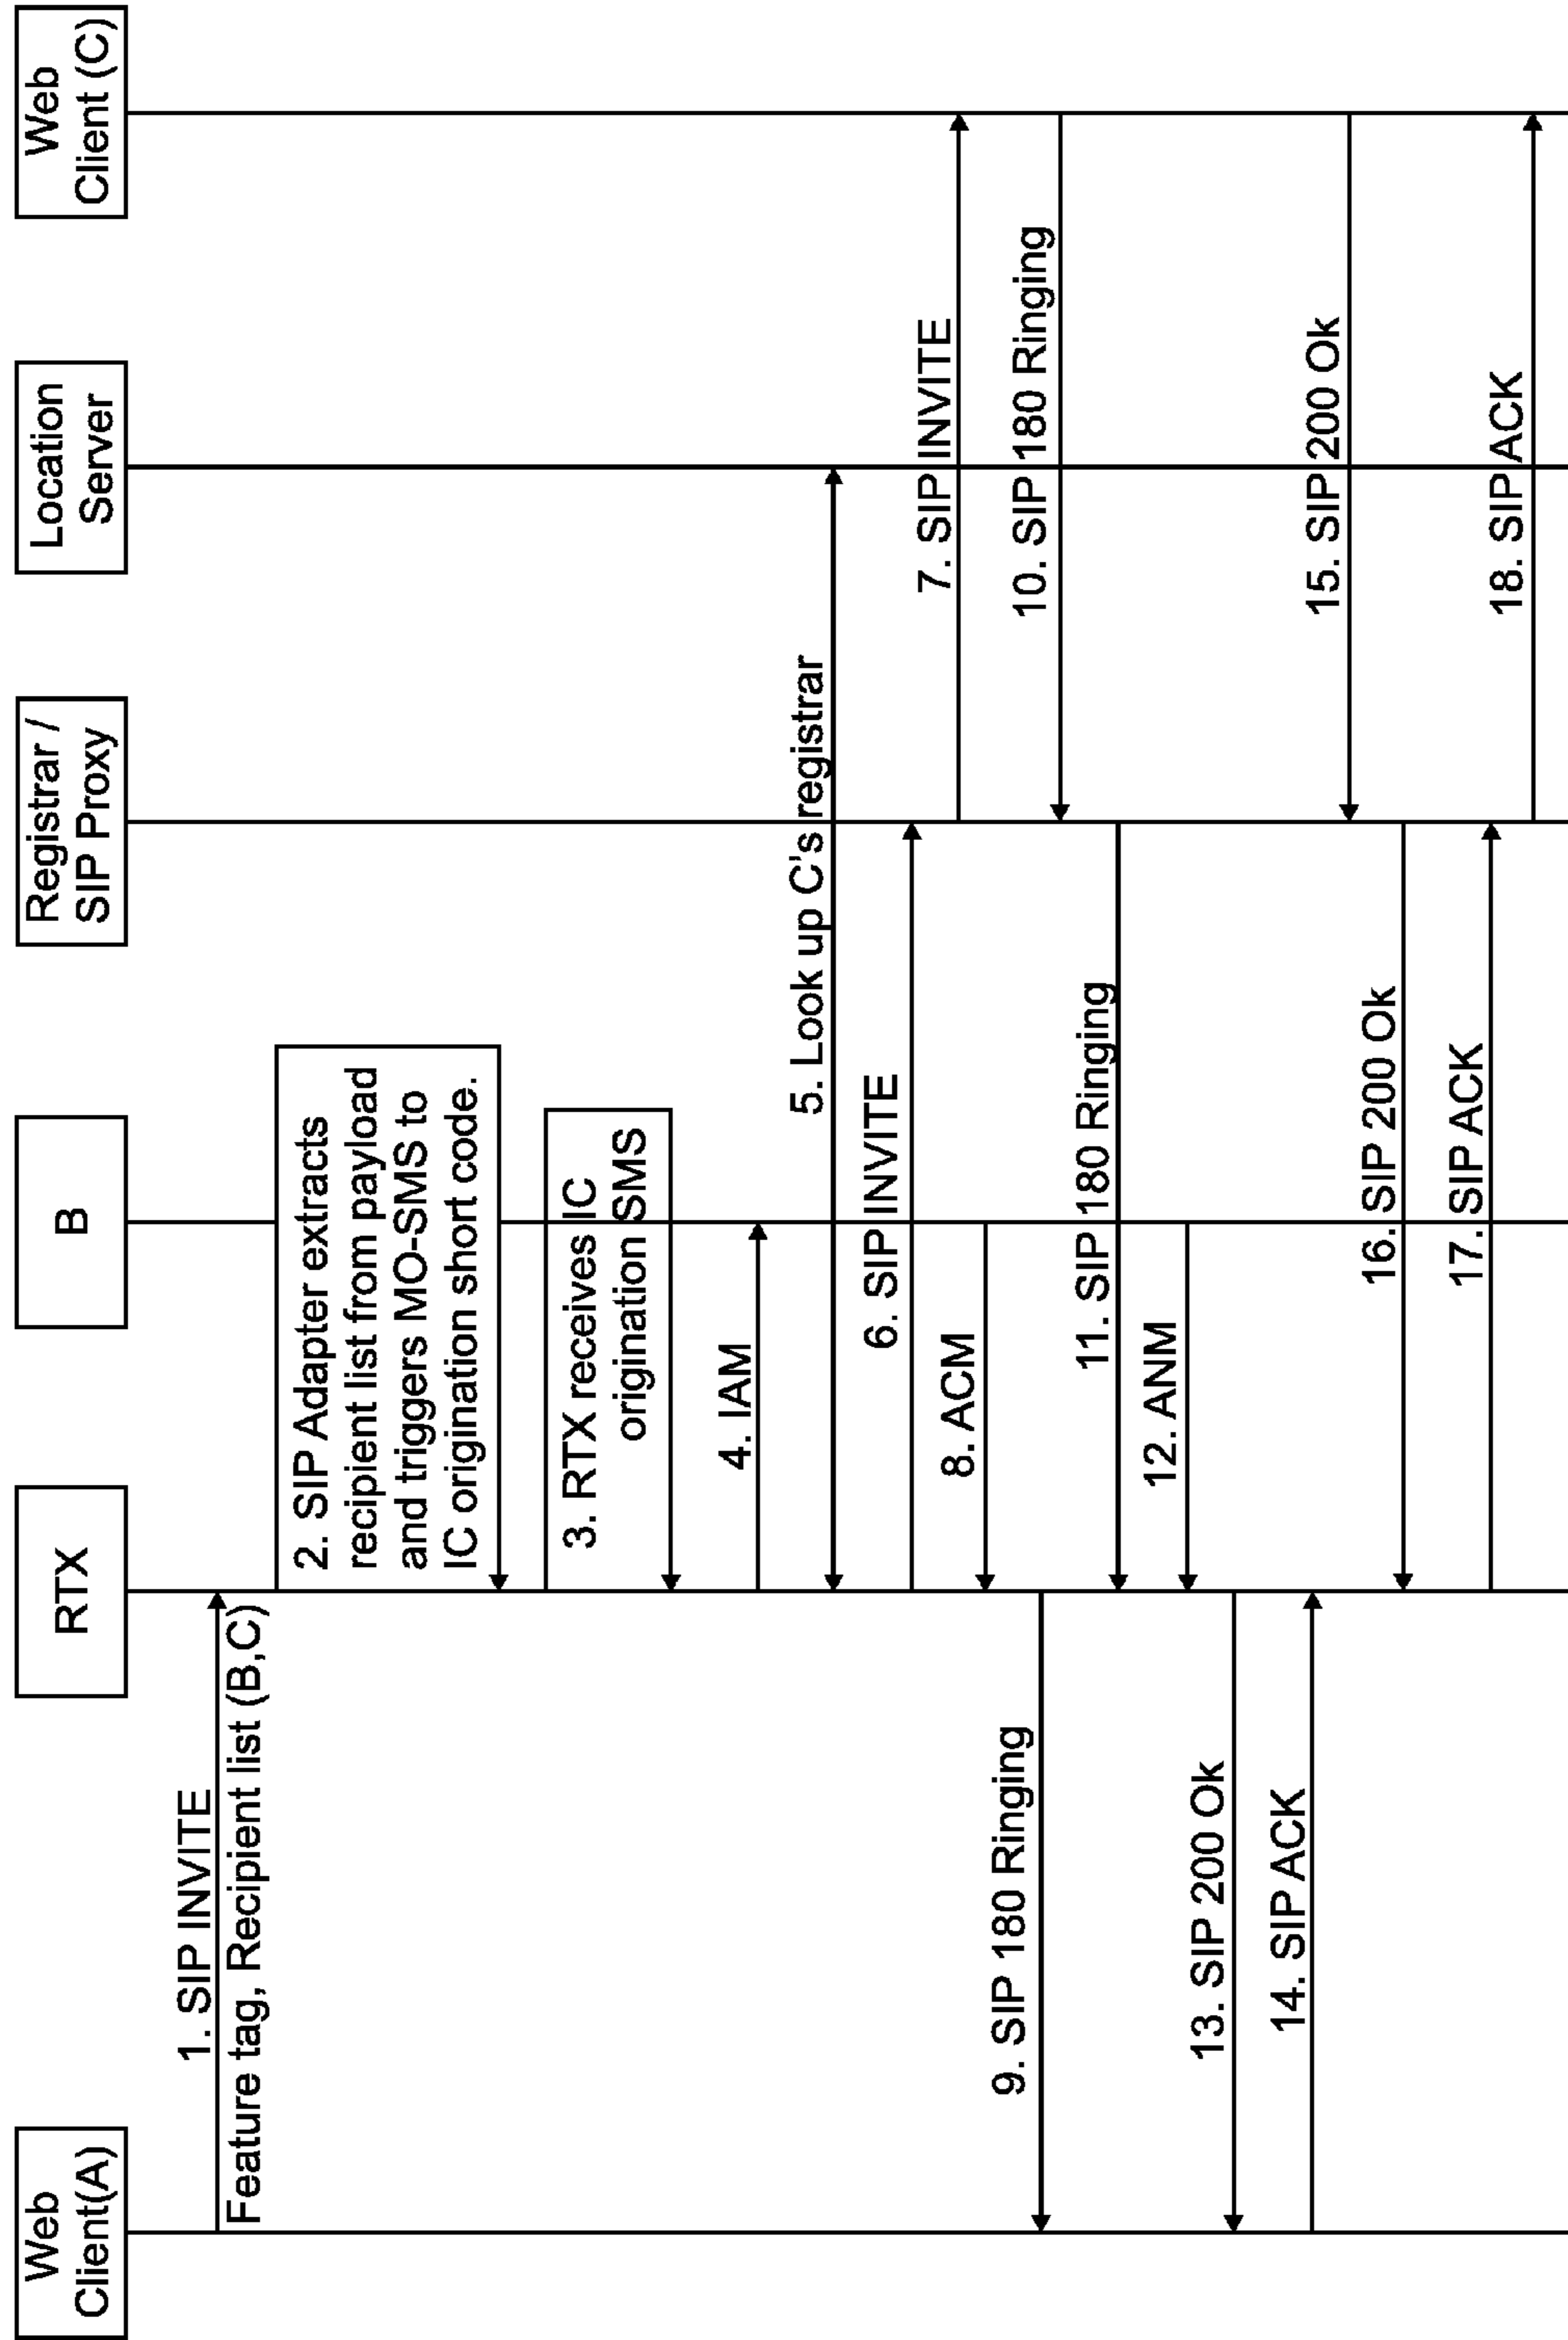 Web
Client(A)
RTX
B
Registrar /
SIP Proxy
Location
Server
Web
Client (C)
1. SIP INVITE
Feature tag, Recipient list (B,C)
2. SIP Adapter extracts
recipient list from payload
and triggers MO-SMS to
IC origination short code.
3. RTX receives IC
origination SMS
4. IAM
5. Look up C's registrar
6. SIP INVITE
7. SIP INVITE
8. ACM
9. SIP 180 Ringing
10. SIP 180 Ringing
11. SIP 180 Ringing
12. ANM
13. SIP 200 Ok
14. SIP ACK
15. SIP 200 Ok
16. SIP 200 Ok
17. SIP ACK
18. SIP ACK